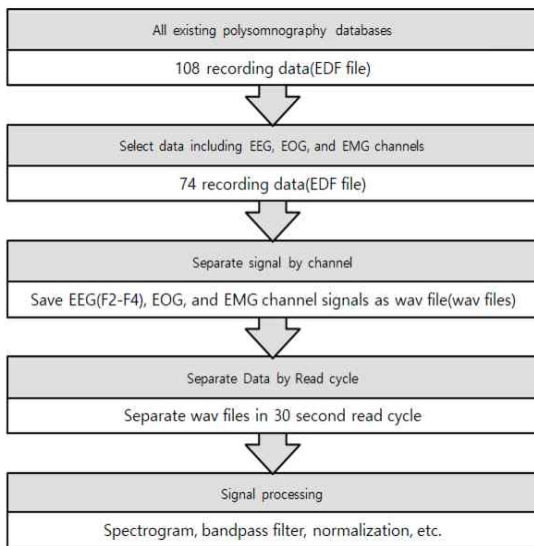 All existing polysomnography databases
108 recording data(EDF file)
Select data including EEG, EOG, and EMG channels
74 recording data(EDF file)
Separate signal by channel
Save EEG(F2-F4), EOG, and EMG channel signals as wav file(wav files)
Separate Data by Read cycle
Separate wav files in 30 second read cycle
Signal processing
Spectrogram, bandpass filter, normalization, etc.